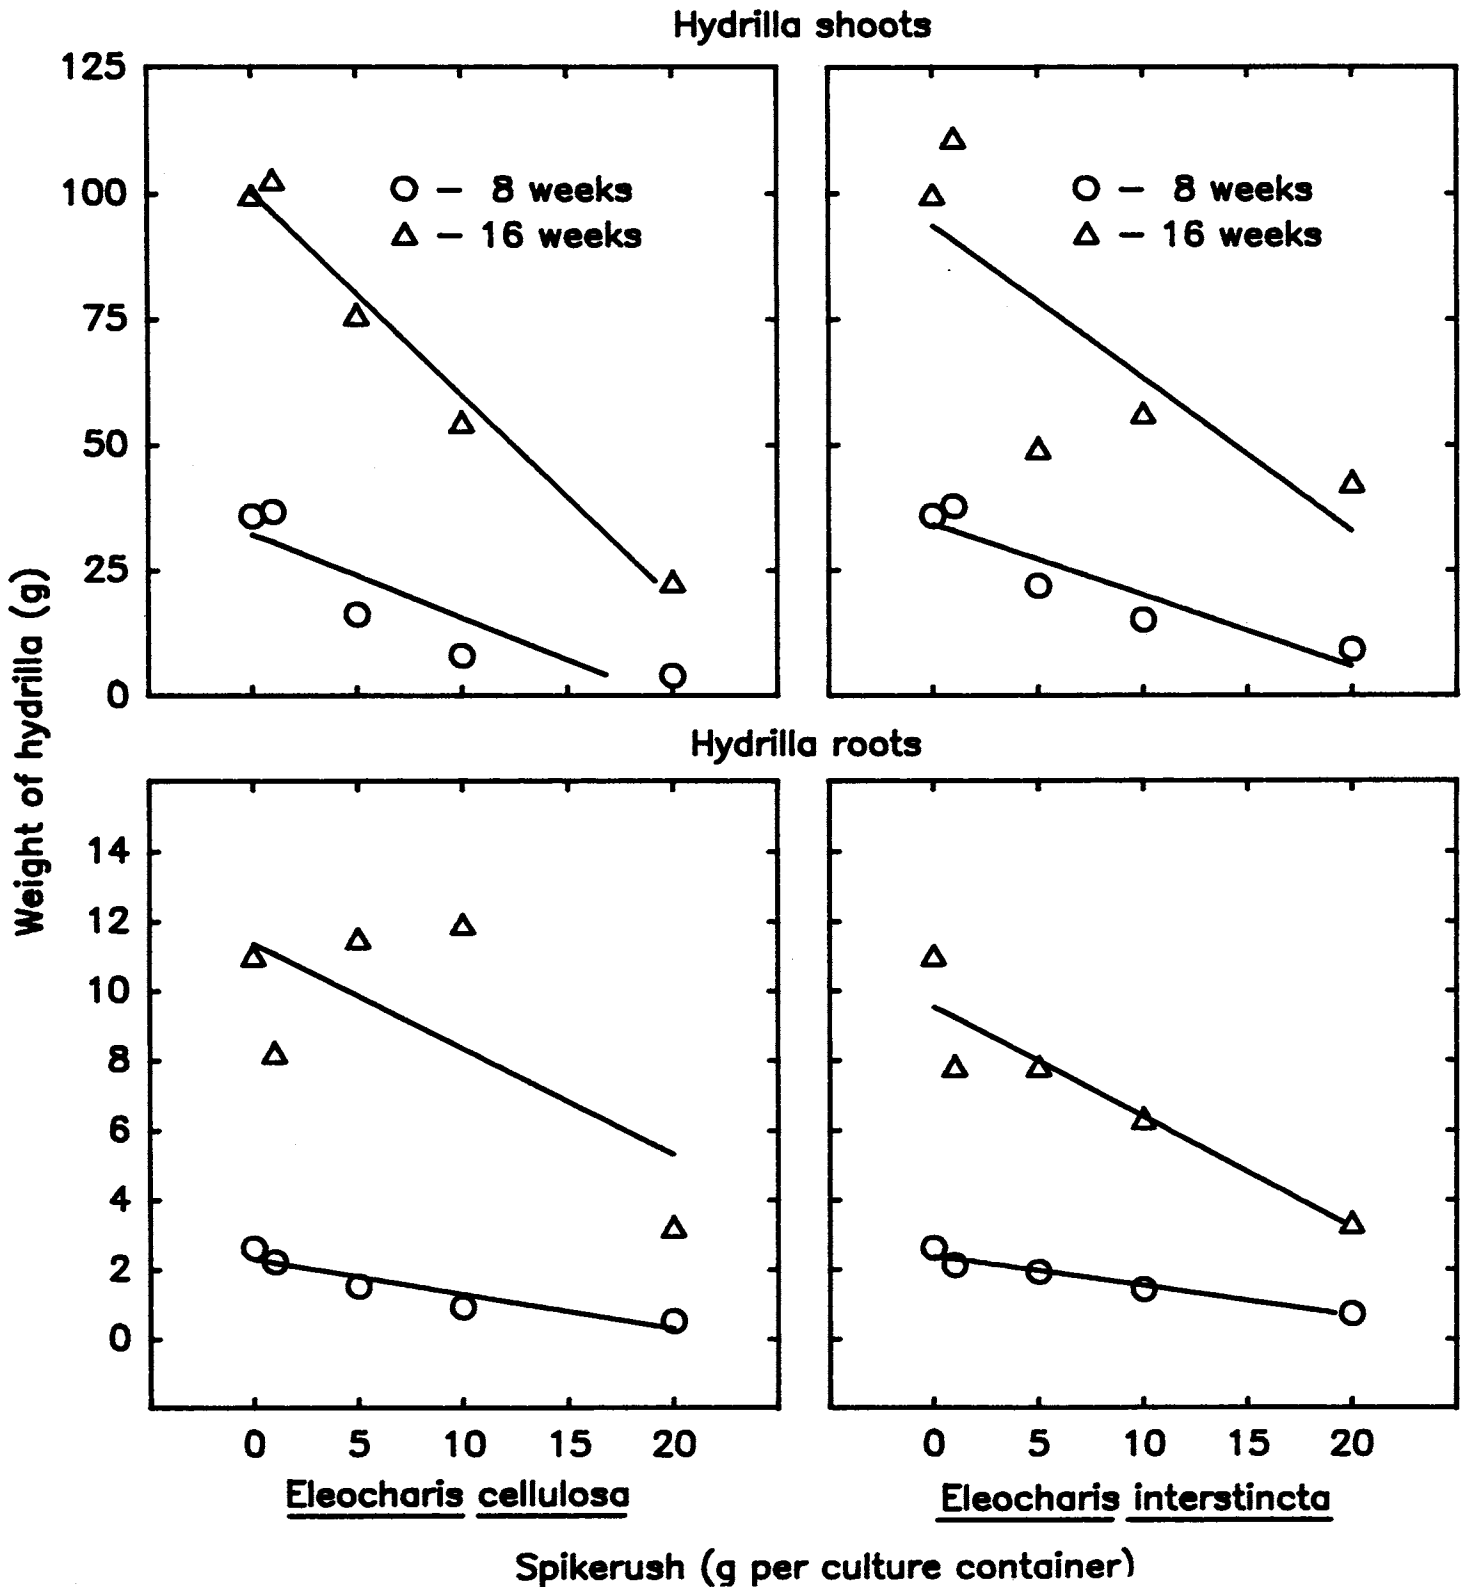 Hydrilla shoots
125
100
75
50
25
0
○ – 8 weeks
△ – 16 weeks
○ – 8 weeks
△ – 16 weeks
Weight of hydrilla (g)
Hydrilla roots
14
12
10
8
6
4
2
0
0 5 10 15 20
0 5 10 15 20
Eleocharis cellulosa
Eleocharis interstincta
Spikerush (g per culture container)